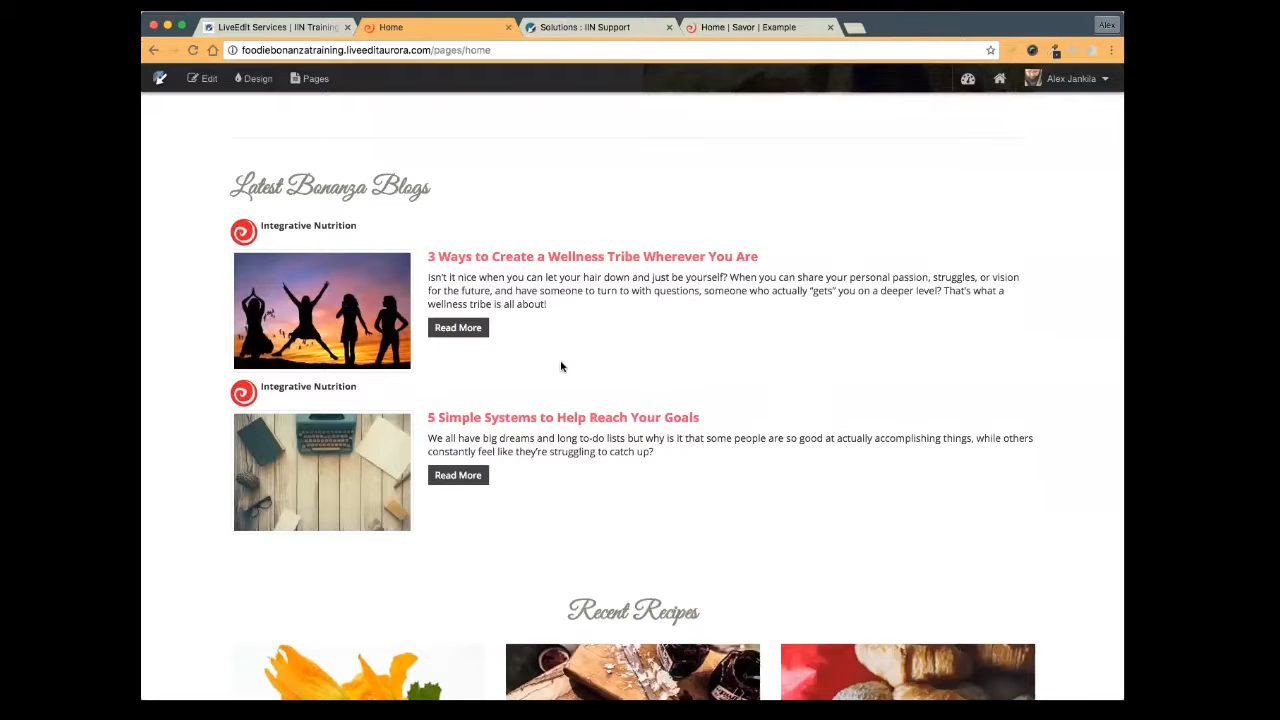 LiveEdit Services | IIN Training
Home
Solutions : IIN Support
Home | Savor | Example
Alex
foodiebonanzatraining.liveeditaurora.com/pages/home
Edit
Design
Pages
Alex Jankila
Latest Bonanza Blogs
Integrative Nutrition
3 Ways to Create a Wellness Tribe Wherever You Are
Isn't it nice when you can let your hair down and just be yourself? When you can share your personal passion, struggles, or vision
for the future, and have someone to turn to with questions, someone who actually "gets" you on a deeper level? That's what a
wellness tribe is all about!
Read More
Integrative Nutrition
5 Simple Systems to Help Reach Your Goals
We all have big dreams and long to-do lists but why is it that some people are so good at actually accomplishing things, while others
constantly feel like they're struggling to catch up?
Read More
Recent Recipes